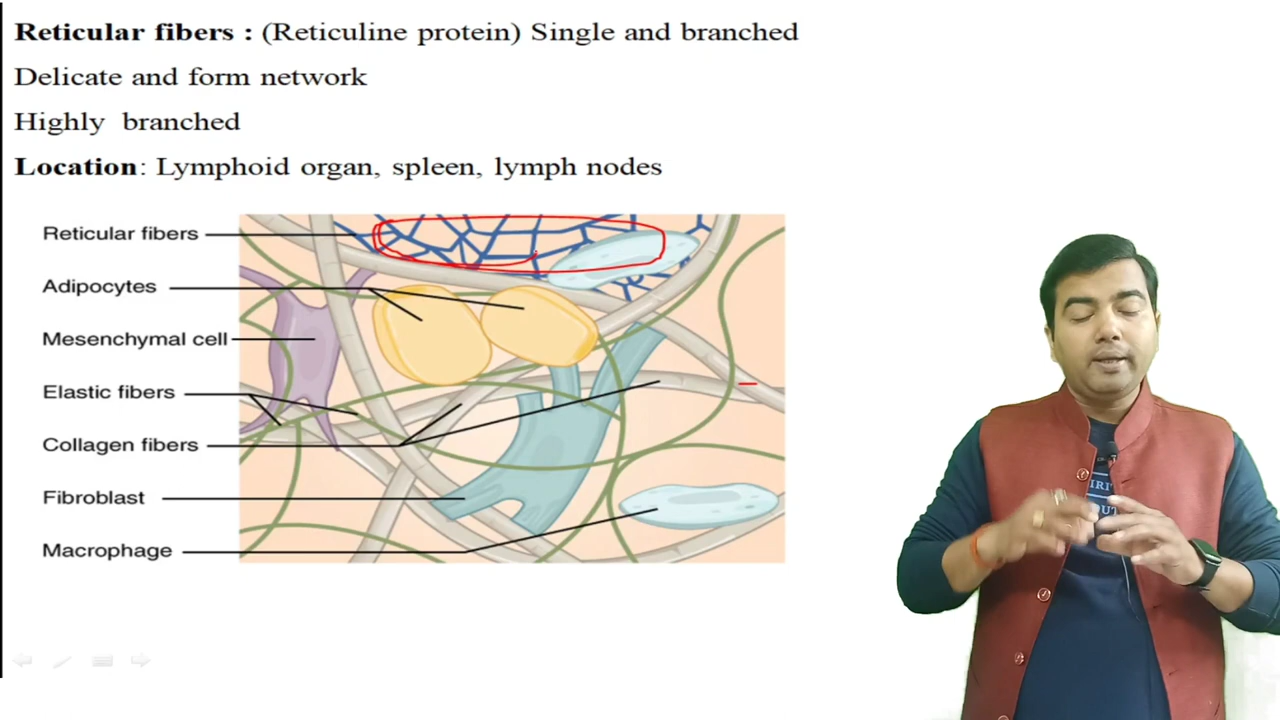 Reticular fibers : (Reticuline protein) Single and branched
Delicate and form network
Highly branched
Location: Lymphoid organ, spleen, lymph nodes
Reticular fibers
Adipocytes
Mesenchymal cell
Elastic fibers
Collagen fibers
Fibroblast
Macrophage